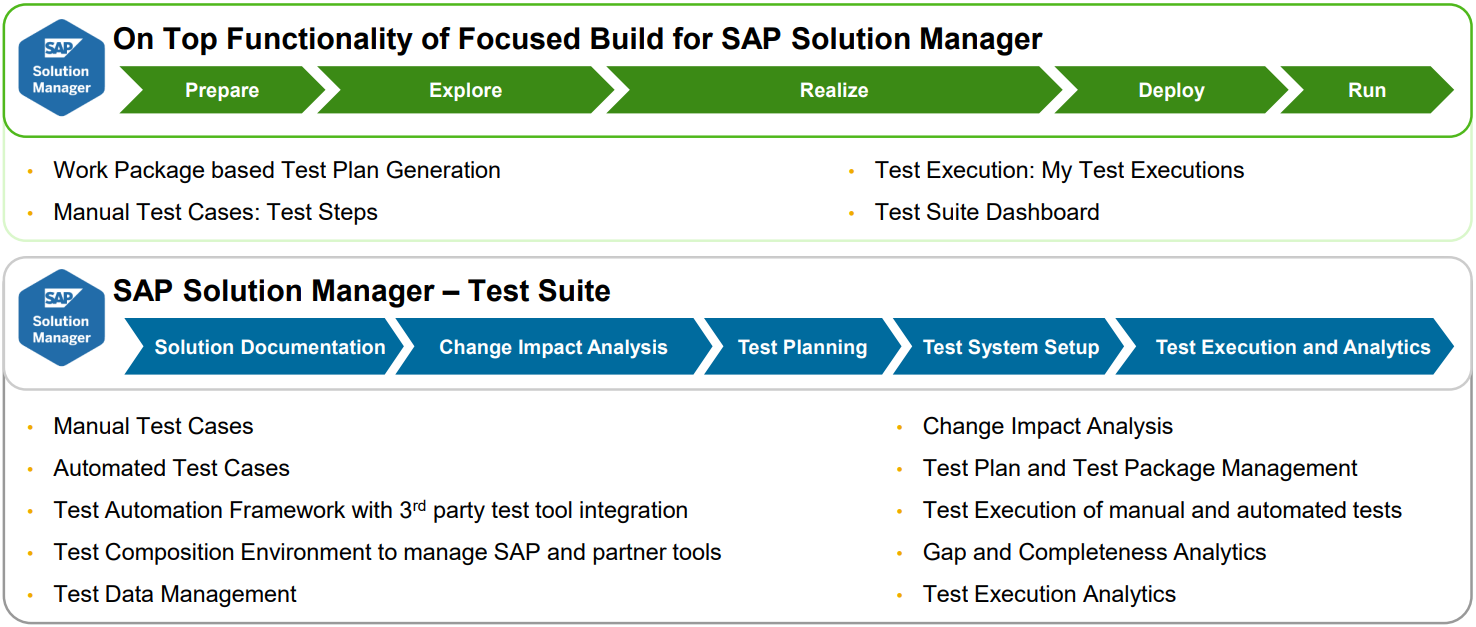 On Top Functionality of Focused Build for SAP Solution Manager
SAP
Solution
Manager
Prepare
Explore
Realize
Deploy
Run
• Work Package based Test Plan Generation
• Manual Test Cases: Test Steps
• Test Execution: My Test Executions
• Test Suite Dashboard
SAP Solution Manager – Test Suite
SAP
Solution
Manager
Solution Documentation
Change Impact Analysis
Test Planning
Test System Setup
Test Execution and Analytics
• Manual Test Cases
• Automated Test Cases
• Test Automation Framework with 3rd party test tool integration
• Test Composition Environment to manage SAP and partner tools
• Test Data Management
• Change Impact Analysis
• Test Plan and Test Package Management
• Test Execution of manual and automated tests
• Gap and Completeness Analytics
• Test Execution Analytics